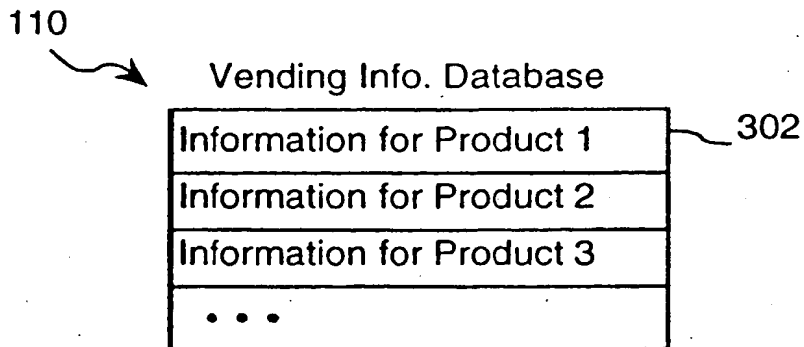 110
Vending Info. Database
Information for Product 1
302
Information for Product 2
Information for Product 3
• • •